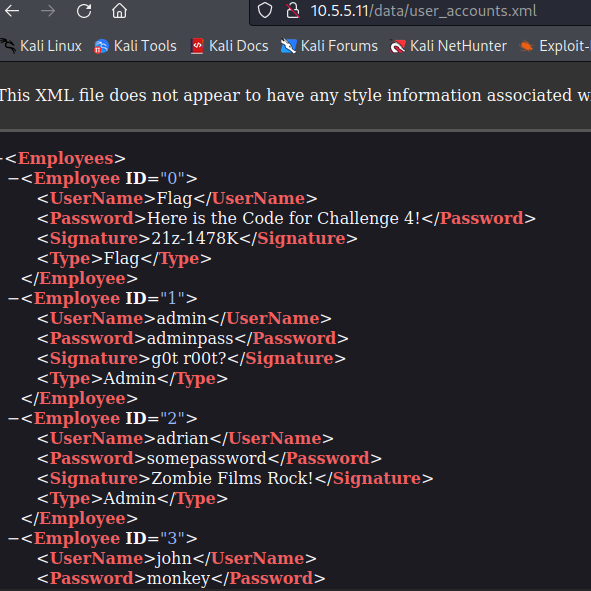 10.5.5.11/data/user_accounts.xml
Kali Linux Kali Tools Kali Docs Kali Forums Kali NetHunter Exploit-
This XML file does not appear to have any style information associated w
−<Employees>
−<Employee ID="0">
<UserName>Flag</UserName>
<Password>Here is the Code for Challenge 4!</Password>
<Signature>21z-1478K</Signature>
<Type>Flag</Type>
</Employee>
−<Employee ID="1">
<UserName>admin</UserName>
<Password>adminpass</Password>
<Signature>g0t r00t?</Signature>
<Type>Admin</Type>
</Employee>
−<Employee ID="2">
<UserName>adrian</UserName>
<Password>somepassword</Password>
<Signature>Zombie Films Rock!</Signature>
<Type>Admin</Type>
</Employee>
−<Employee ID="3">
<UserName>john</UserName>
<Password>monkey</Password>